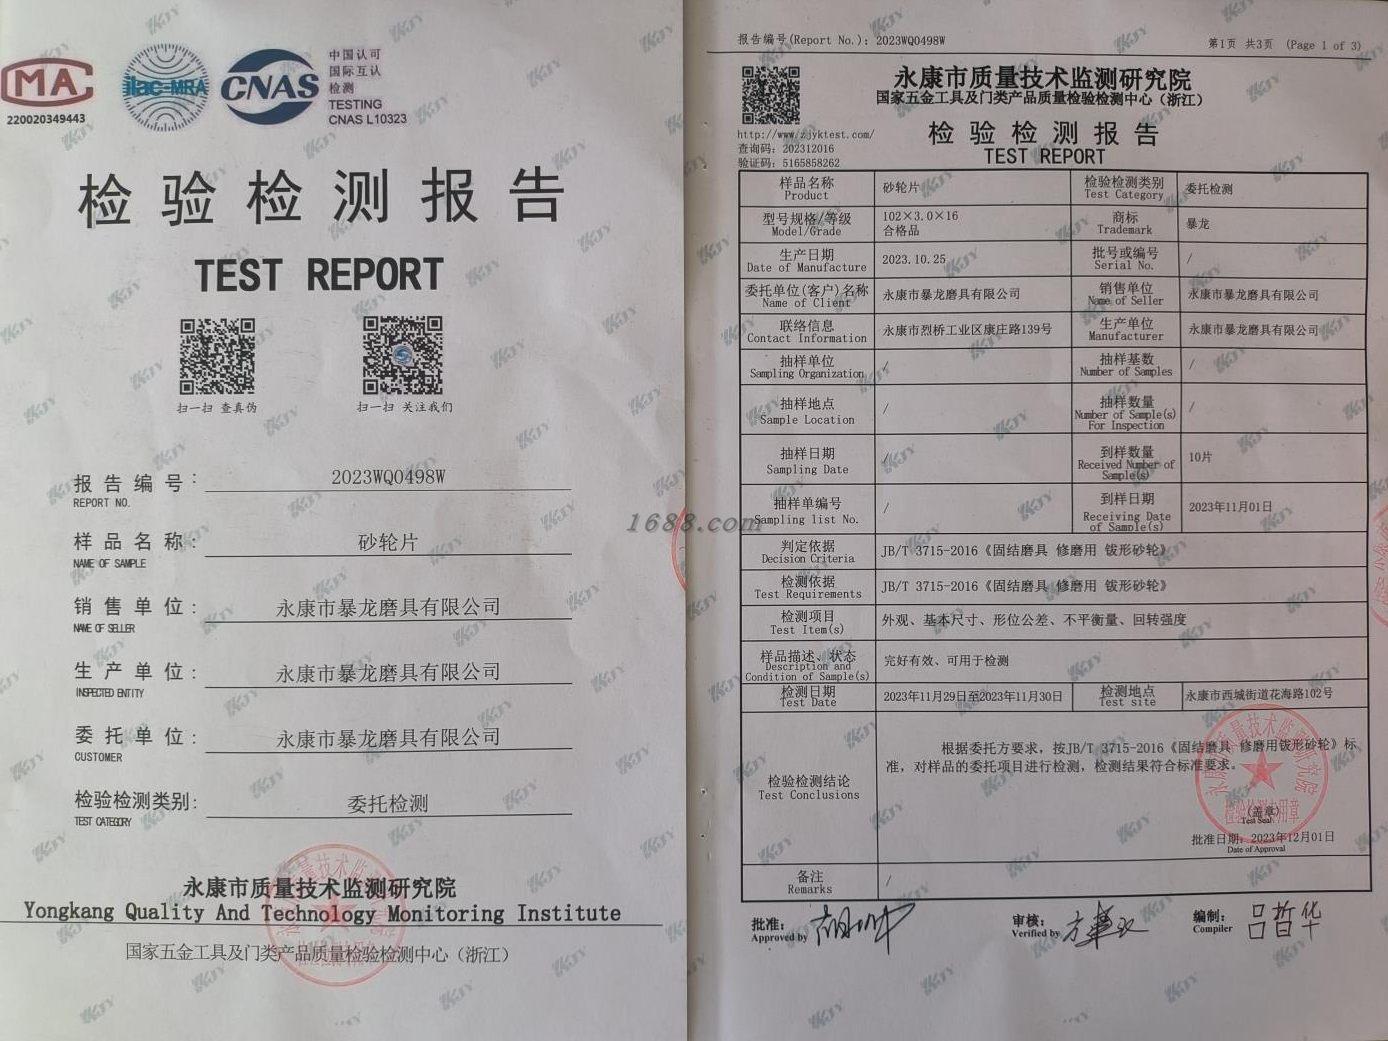 MA
220020349443
ilac-MRA
CNAS
中国认可
国际互认
检测
TESTING
CNAS L10323
检验检测报告
TEST REPORT
扫一扫 查真伪
扫一扫 关注我们
报告编号: 2023WQ0498W
REPORT NO.
样品名称: 砂轮片
NAME OF SAMPLE
销售单位: 永康市暴龙磨具有限公司
NAME OF SELLER
生产单位: 永康市暴龙磨具有限公司
INSPECTED ENTITY
委托单位: 永康市暴龙磨具有限公司
CUSTOMER
检验检测类别: 委托检测
TEST CATEGORY
永康市质量技术监测研究院
Yongkang Quality And Technology Monitoring Institute
国家五金工具及门类产品质量检验检测中心（浙江）
1688.com
报告编号(Report No.): 2023WQ0498W
第1页 共3页 (Page 1 of 3)
永康市质量技术监测研究院
国家五金工具及门类产品质量检验检测中心（浙江）
检验检测报告
TEST REPORT
http://www.zjyktest.com/
查询码: 202312016
验证码: 5165858262
样品名称 砂轮片 检验检测类别 委托检测
Product Test Category
型号规格/等级 102×3.0×16 商标 暴龙
Model/Grade 合格品 Trademark
生产日期 2023.10.25 批号或编号 /
Date of Manufacture Serial No.
委托单位(客户)名称 永康市暴龙磨具有限公司 销售单位 永康市暴龙磨具有限公司
Name of Client Name of Seller
联络信息 永康市烈桥工业区康庄路139号 生产单位 永康市暴龙磨具有限公司
Contact Information Manufacturer
抽样单位 / 抽样基数 /
Sampling Organization Number of Samples
抽样地点 / 抽样数量 /
Sample Location Number of Sample(s)
For Inspection
抽样日期 / 到样数量 10片
Sampling Date Received Number of
Sample(s)
抽样单编号 / 到样日期 2023年11月01日
Sampling list No. Receiving Date
of Sample(s)
判定依据 JB/T 3715-2016《固结磨具 修磨用 钹形砂轮》
Decision Criteria
检测依据 JB/T 3715-2016《固结磨具 修磨用 钹形砂轮》
Test Requirements
检测项目 外观、基本尺寸、形位公差、不平衡量、回转强度
Test Item(s)
样品描述、状态 完好有效、可用于检测
Description and
Condition of Sample(s)
检测日期 2023年11月29日至2023年11月30日 检测地点 永康市西城街道花海路102号
Test Date Test site
根据委托方要求，按JB/T 3715-2016《固结磨具 修磨用钹形砂轮》标
准，对样品的委托项目进行检测，检测结果符合标准要求。
检验检测结论
Test Conclusions
永康市质量技术监测研究院
检验检测专用章
(盖章)
Test Seal
批准日期: 2023年12月01日
Date of Approval
备注 /
Remarks
批准:
Approved by
审核:
Verified by
编制: 吕哲华
Compiler